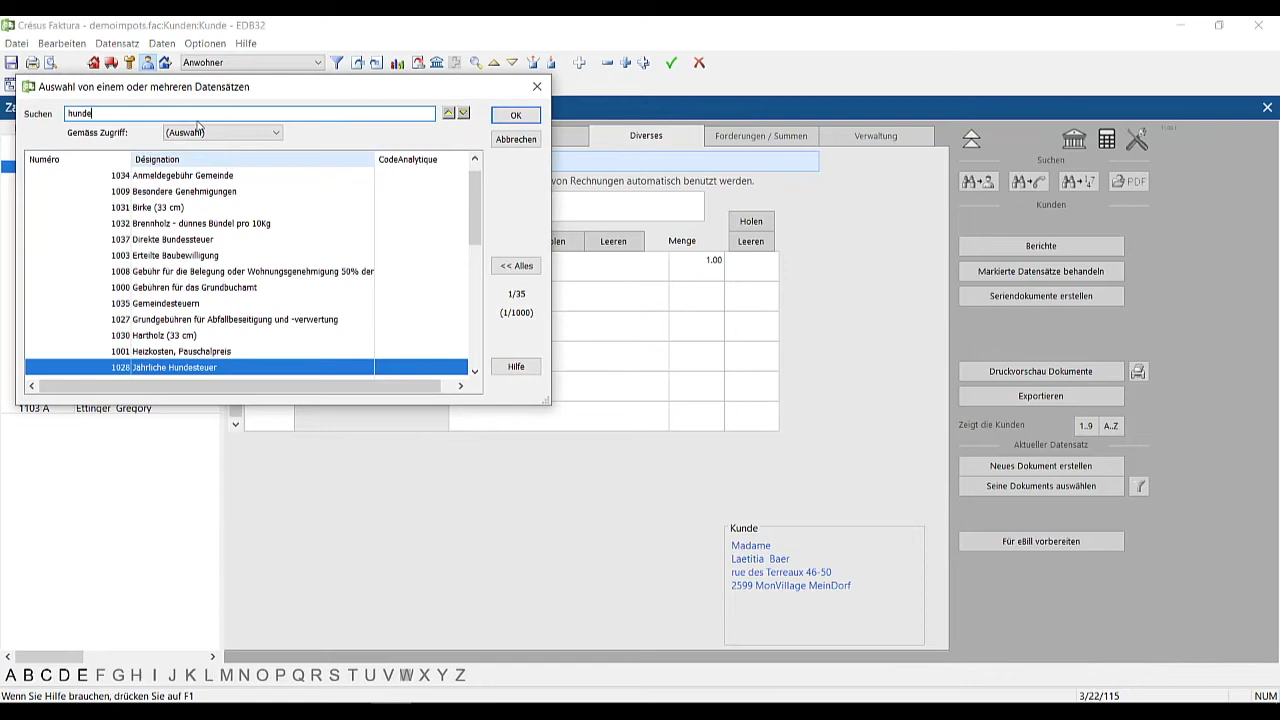 Crésus Faktura - demoimpots.fac:Kunden:Kunde - EDB32
Datei Bearbeiten Datensatz Daten Optionen Hilfe
Anwohner
Auswahl von einem oder mehreren Datensätzen
Suchen hunde OK
Gemäss Zugriff: (Auswahl) Abbrechen
Diverses Forderungen / Summen Verwaltung
Numéro Désignation CodeAnalytique
1034 Anmeldegebühr Gemeinde
1009 Besondere Genehmigungen
1031 Birke (33 cm)
1032 Brennholz - dünnes Bündel pro 10Kg
1037 Direkte Bundessteuer
1003 Erteilte Baubewilligung
1008 Gebühr für die Belegung oder Wohnungsgenehmigung 50% der
1000 Gebühren für das Grundbuchamt
1035 Gemeindesteuern
1027 Grundgebühren für Abfallbeseitigung und -verwertung
1030 Hartholz (33 cm)
1001 Heizkosten, Pauschalpreis
1028 Jährliche Hundesteuer
<< Alles
1/35
(1/1000)
Hilfe
1103 A Ettinger Gregory
von Rechnungen automatisch benutzt werden.
Holen
Leeren Menge Leeren
1.00
Kunde
Madame
Laetitia Baer
rue des Terreaux 46-50
2599 MonVillage MeinDorf
Suchen
PDF
Kunden
Berichte
Markierte Datensätze behandeln
Seriendokumente erstellen
Druckvorschau Dokumente
Exportieren
Zeigt die Kunden 1..9 A..Z
Aktueller Datensatz
Neues Dokument erstellen
Seine Dokuments auswählen
Für eBill vorbereiten
A B C D E F G H I J K L M N O P Q R S T U V W X Y Z
Wenn Sie Hilfe brauchen, drücken Sie auf F1 3/22/115 NUM